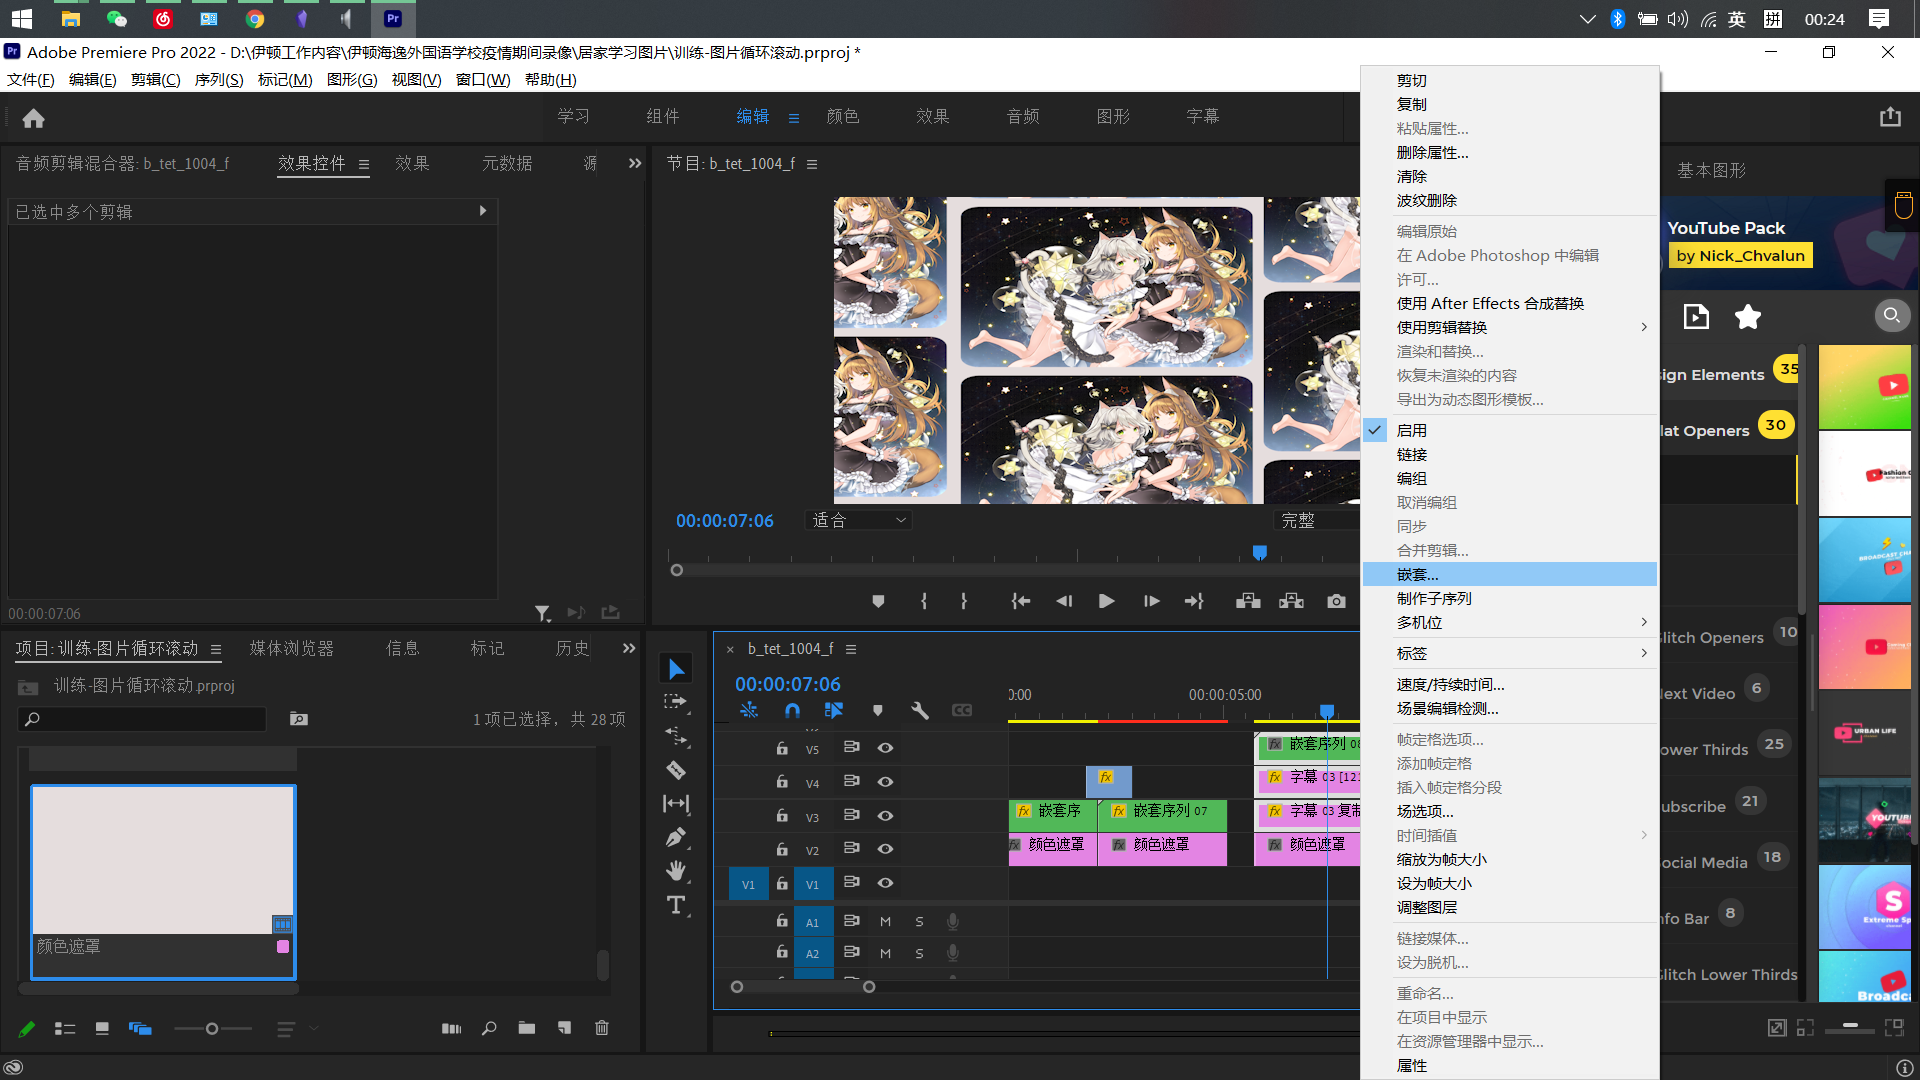 英
拼
00:24
Adobe Premiere Pro 2022 - D:\伊顿工作内容\伊顿海逸外国语学校疫情期间录像\居家学习图片\训练-图片循环滚动.prproj *
文件(F) 编辑(E) 剪辑(C) 序列(S) 标记(M) 图形(G) 视图(V) 窗口(W) 帮助(H)
学习 组件 编辑 颜色 效果 音频 图形 字幕
音频剪辑混合器: b_tet_1004_f 效果控件 效果 元数据
已选中多个剪辑
00:00:07:06
节目: b_tet_1004_f
00:00:07:06 适合 完整
项目: 训练-图片循环滚动 媒体浏览器 信息 标记 历史
训练-图片循环滚动.prproj
1项已选择，共 28项
颜色遮罩
b_tet_1004_f
00:00:07:06
:00 00:00:05:00
V5 fx 嵌套序列 08
V4 fx fx 字幕 03 [12
V3 fx 嵌套序 fx 嵌套序列 07 fx 字幕 03 复制
V2 fx 颜色遮罩 fx 颜色遮罩 fx 颜色遮罩
V1 V1
A1 M S
A2 M S
剪切
复制
粘贴属性...
删除属性...
清除
波纹删除
编辑原始
在 Adobe Photoshop 中编辑
许可...
使用 After Effects 合成替换
使用剪辑替换
渲染和替换...
恢复未渲染的内容
导出为动态图形模板...
启用
链接
编组
取消编组
同步
合并剪辑...
嵌套...
制作子序列
多机位
标签
速度/持续时间...
场景编辑检测...
帧定格选项...
添加帧定格
插入帧定格分段
场选项...
时间插值
缩放为帧大小
设为帧大小
调整图层
链接媒体...
设为脱机...
重命名...
在项目中显示
在资源管理器中显示...
属性
基本图形
YouTube Pack
by Nick_Chvalun
ign Elements 35
lat Openers 30
litch Openers 10
ext Video 6
ower Thirds 25
ubscribe 21
ocial Media 18
nfo Bar 8
litch Lower Thirds
URBAN LIFE
YOUTUB
Extreme Sp
Broadca